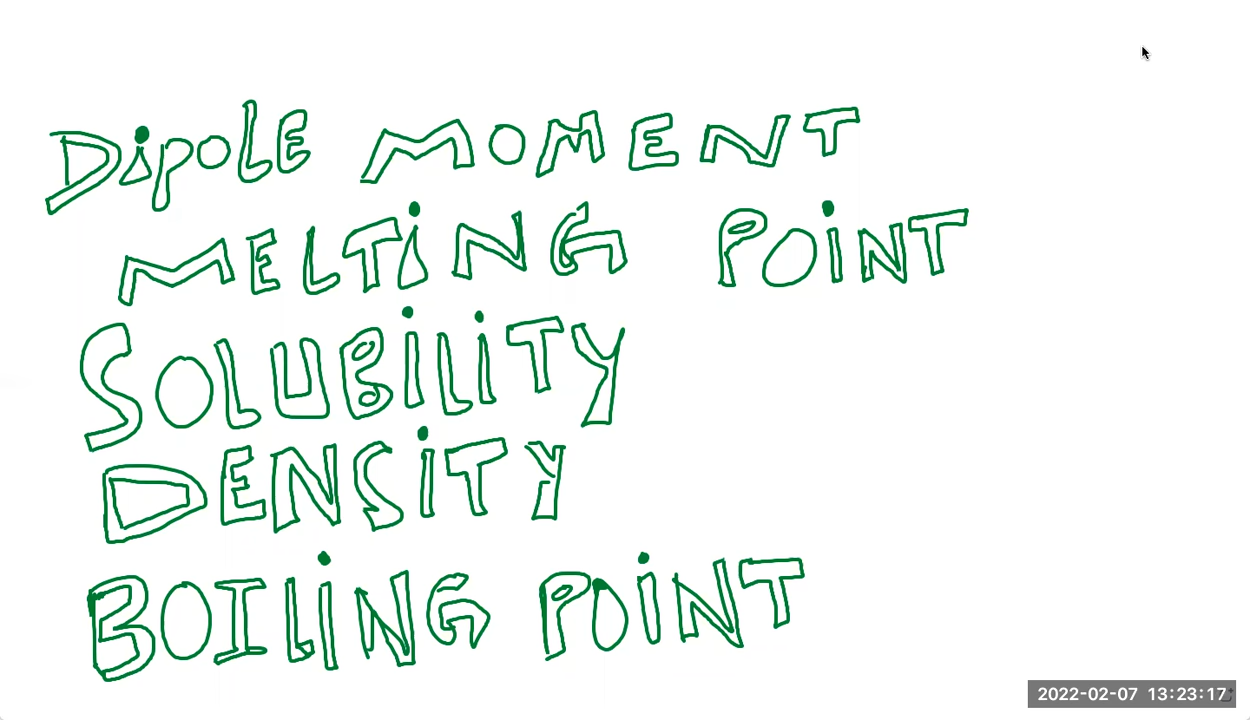 DipoLE MOMENT
MELTiNG POiNT
SOLUBiLiTY
DENSiTY
BOILiNG POiNT
2022-02-07 13:23:17